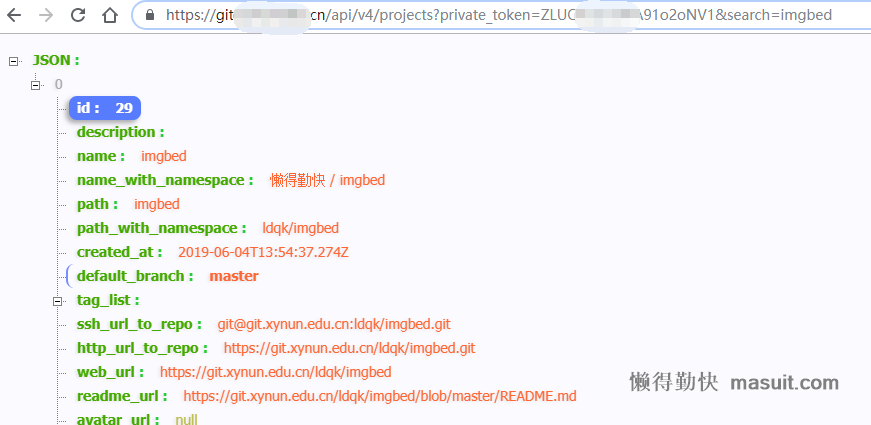 https://git cn/api/v4/projects?private_token=ZLUC A91o2oNV1&search=imgbed
JSON :
0
id : 29
description :
name : imgbed
name_with_namespace : 懒得勤快 / imgbed
path : imgbed
path_with_namespace : ldqk/imgbed
created_at : 2019-06-04T13:54:37.274Z
default_branch : master
tag_list :
ssh_url_to_repo : git@git.xynun.edu.cn:ldqk/imgbed.git
http_url_to_repo : https://git.xynun.edu.cn/ldqk/imgbed.git
web_url : https://git.xynun.edu.cn/ldqk/imgbed
readme_url : https://git.xynun.edu.cn/ldqk/imgbed/blob/master/README.md
avatar_url : null
懒得勤快 masuit.com